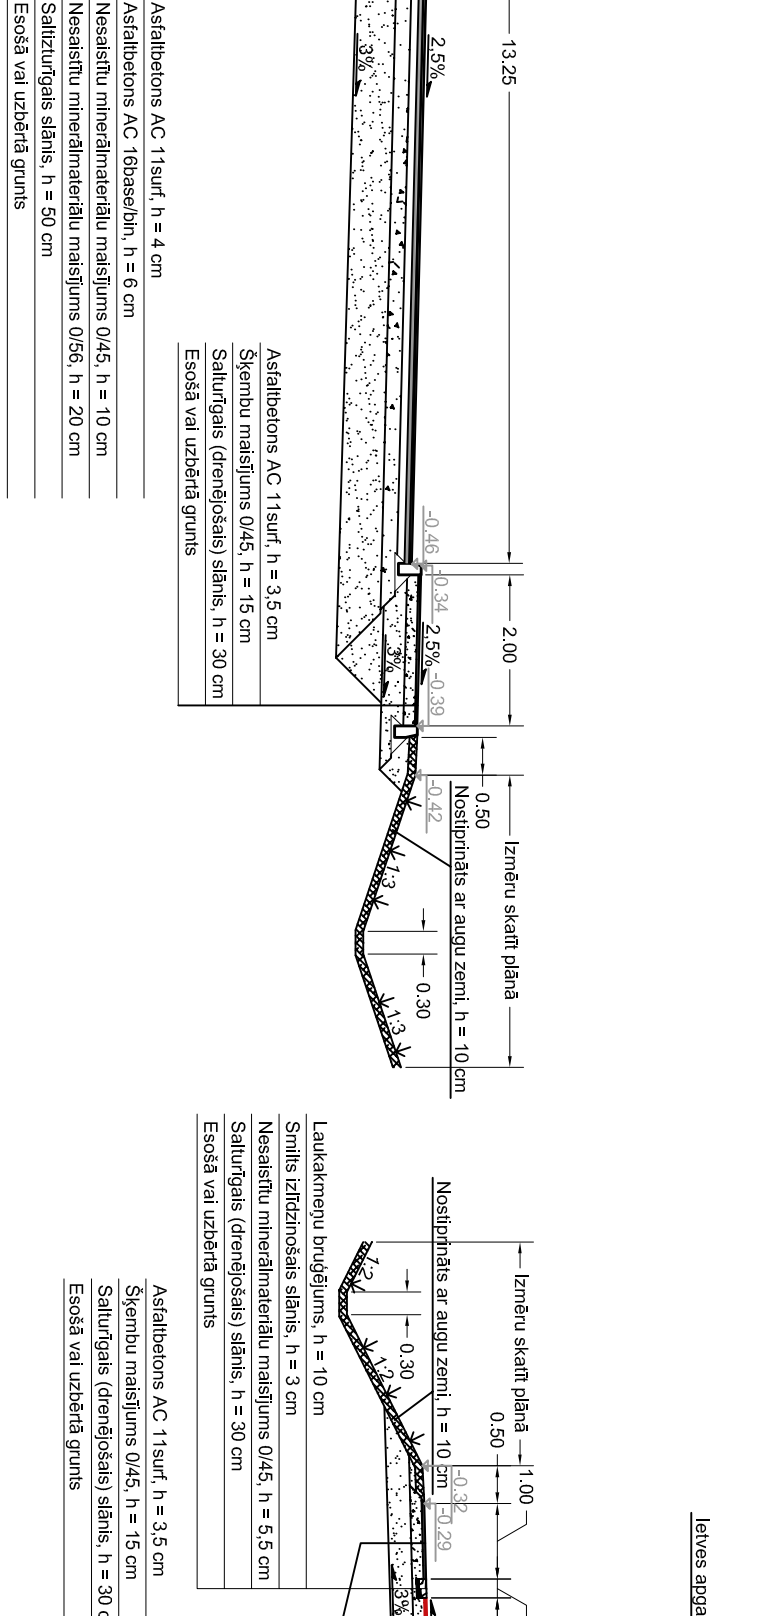 13.25
2,5%
3%
Asfaltbetons AC 11surf, h = 4 cm
Asfaltbetons AC 16base/bin, h = 6 cm
Nesaistītu minerālmateriālu maisījums 0/45, h = 10 cm
Nesaistītu minerālmateriālu maisījums 0/56, h = 20 cm
Saltizturīgais slānis, h = 50 cm
Esošā vai uzbērtā grunts
Asfaltbetons AC 11surf, h = 3,5 cm
Šķembu maisījums 0/45, h = 15 cm
Salturīgais (drenējošais) slānis, h = 30 cm
Esošā vai uzbērtā grunts
-0.46
-0.34
2.00
2,5%
3%
-0.39
-0.42
0.50
Izmēru skatīt plānā
Nostiprināts ar augu zemi, h = 10 cm
1:3
0.30
1:3
Izmēru skatīt plānā
0.50
1.00
Nostiprināts ar augu zemi, h = 10 cm
1:2
0.30
1:2
-0.32
-0.29
3%
Laukakmeņu bruģējums, h = 10 cm
Smilts izlīdzinošais slānis, h = 3 cm
Nesaistītu minerālmateriālu maisījums 0/45, h = 5,5 cm
Salturīgais (drenējošais) slānis, h = 30 cm
Esošā vai uzbērtā grunts
Asfaltbetons AC 11surf, h = 3,5 cm
Šķembu maisījums 0/45, h = 15 cm
Salturīgais (drenējošais) slānis, h = 30 c
Esošā vai uzbērtā grunts
Ietves apga